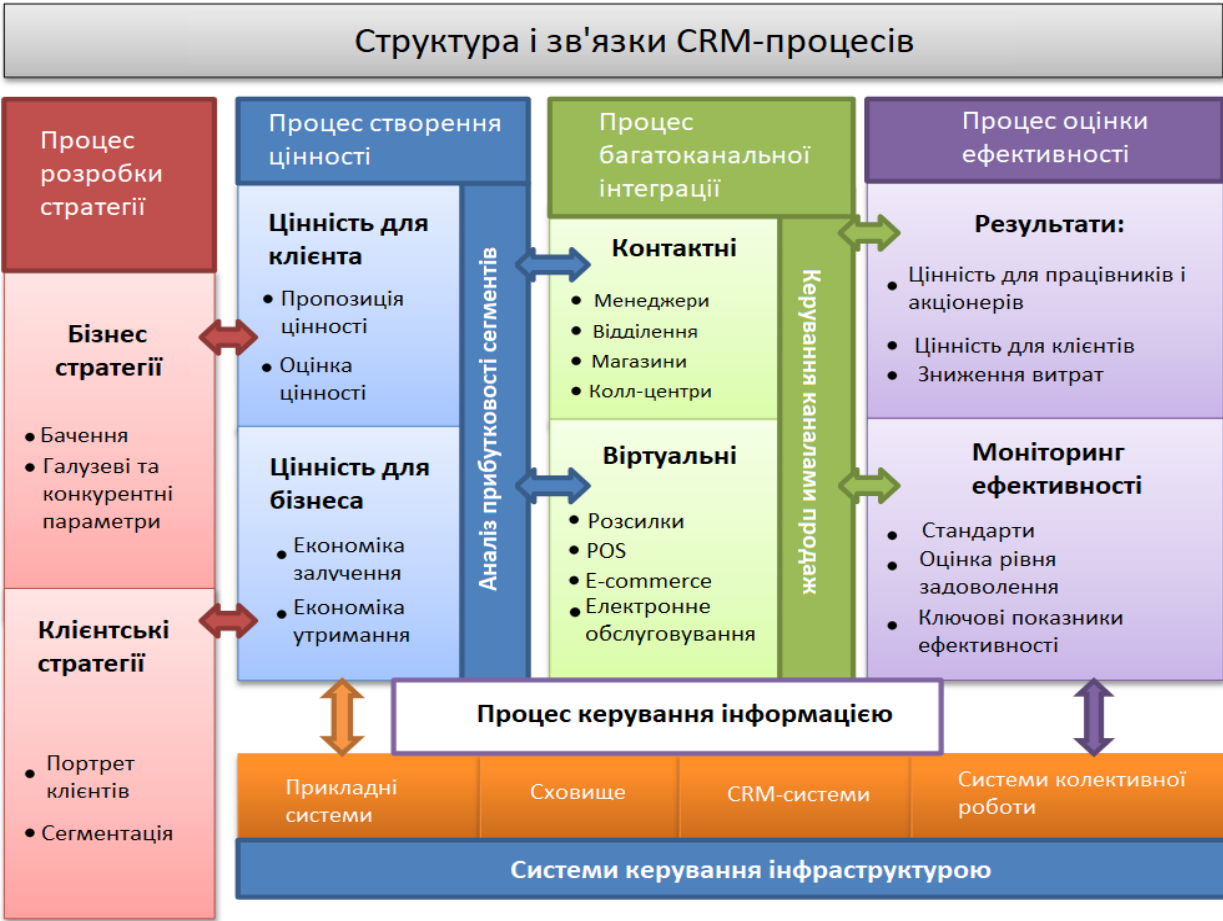 Структура і зв'язки CRM-процесів
Процес
розробки
стратегії
Бізнес
стратегії
Бачення
Галузеві та
конкурентні
параметри
Клієнтські
стратегії
Портрет
клієнтів
Сегментація
Процес створення
цінності
Цінність для
клієнта
Пропозиція
цінності
Оцінка
цінності
Цінність для
бізнеса
Економіка
залучення
Економіка
утримання
Аналіз прибутковості сегментів
Процес
багатоканальної
інтеграції
Контактні
Менеджери
Відділення
Магазини
Колл-центри
Віртуальні
Розсилки
POS
E-commerce
Електронне
обслуговування
Керування каналами продаж
Процес оцінки
ефективності
Результати:
Цінність для працівників і
акціонерів
Цінність для клієнтів
Зниження витрат
Моніторинг
ефективності
Стандарти
Оцінка рівня
задоволення
Ключові показники
ефективності
Процес керування інформацією
Прикладні
системи
Сховище
CRM-системи
Системи колективної
роботи
Системи керування інфраструктурою